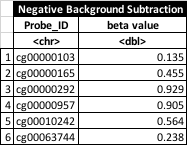 Negative Background Subtraction
Probe_ID beta value
<chr> <dbl>
1 cg00000103 0.135
2 cg00000165 0.455
3 cg00000292 0.929
4 cg00000957 0.905
5 cg00010242 0.564
6 cg00063744 0.238